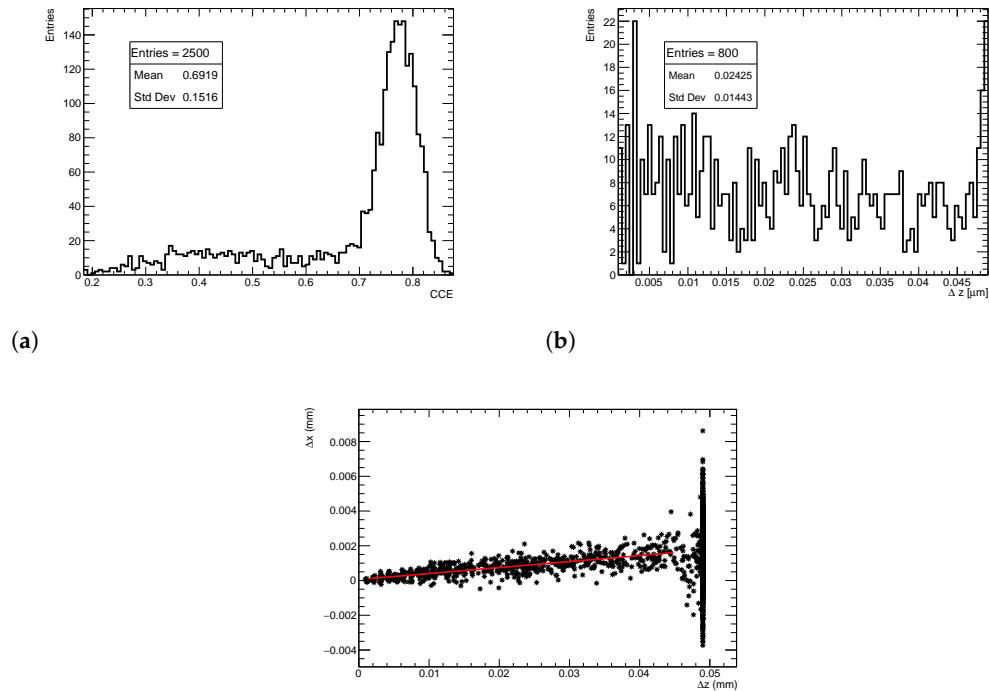 Entries
Entries
140
120
100
80
60
40
20
0
Entries = 2500
Mean 0.6919
Std Dev 0.1516
0.2 0.3 0.4 0.5 0.6 0.7 0.8
CCE
22
20
18
16
14
12
10
8
6
4
2
0
Entries = 800
Mean 0.02425
Std Dev 0.01443
0.005 0.01 0.015 0.02 0.025 0.03 0.035 0.04 0.045
Δ z [μm]
(a)
(b)
Δx (mm)
0.008
0.006
0.004
0.002
0
−0.002
−0.004
0 0.01 0.02 0.03 0.04 0.05
Δz (mm)